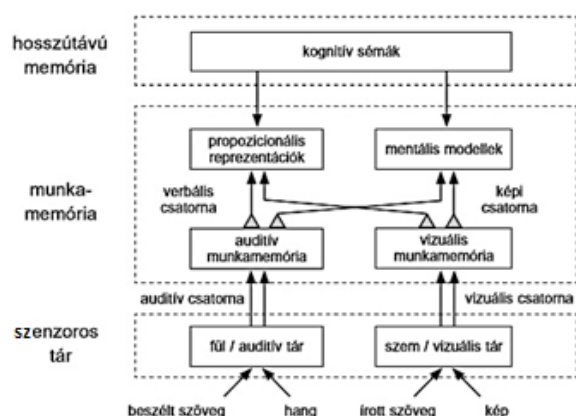 hosszútávú
memória
kognitív sémák
propozicionális
reprezentációk
mentális modellek
munka-
memória
verbális
csatorna
képi
csatorna
auditív
munkamemória
vizuális
munkamemória
auditív csatorna
vizuális csatorna
szenzoros
tár
fül / auditív tár
szem / vizuális tár
beszélt szöveg
hang
írott szöveg
kép